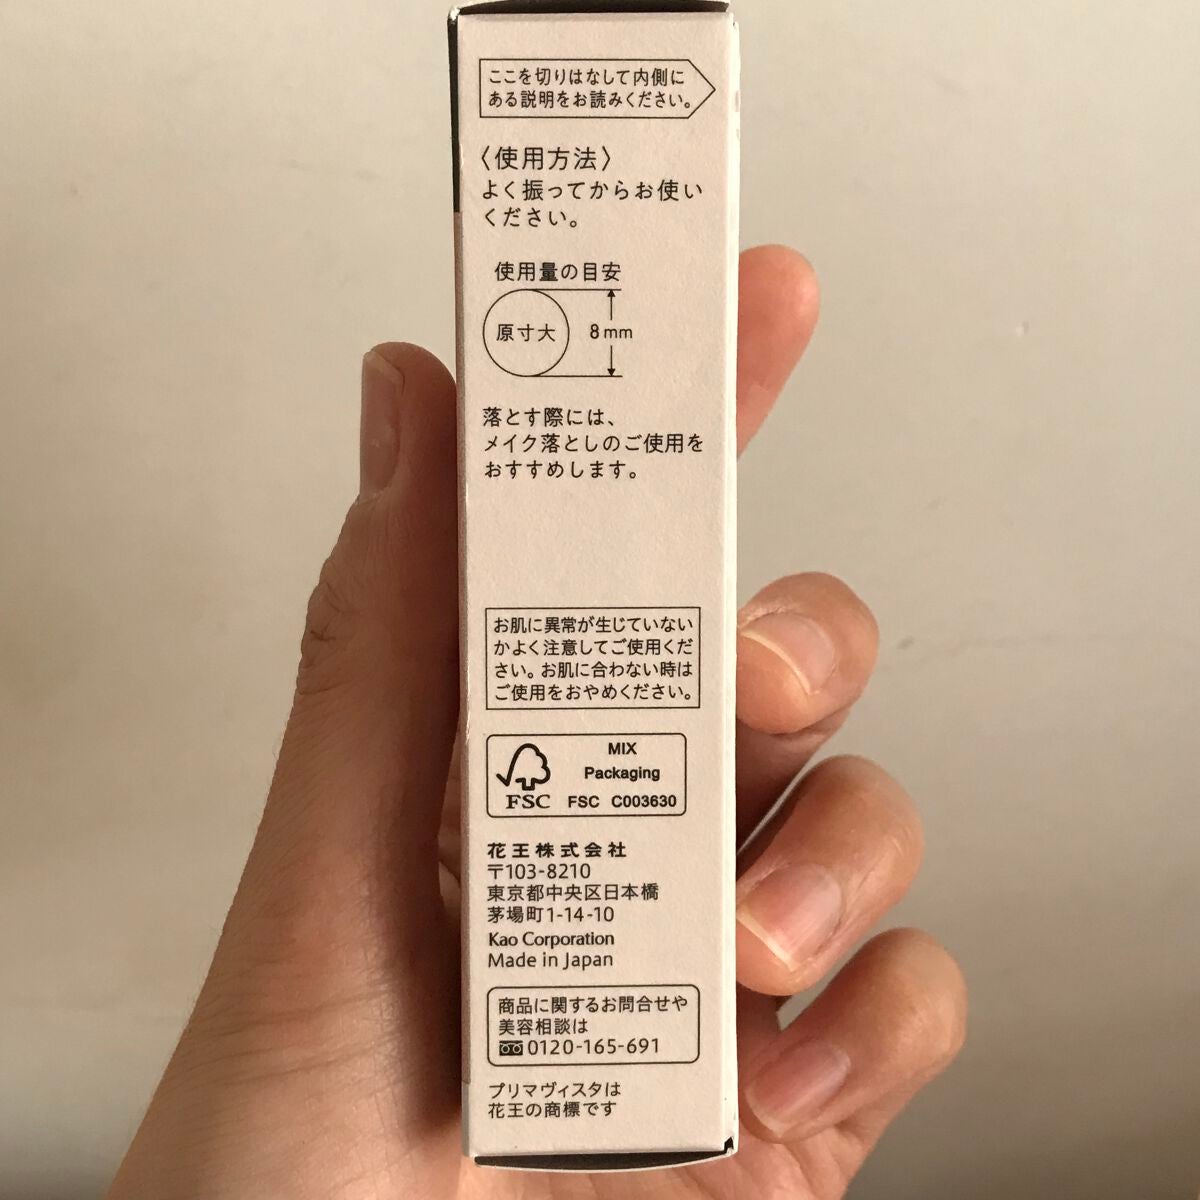 ここを切りはなして内側に
ある説明をお読みください。
〈使用方法〉
よく振ってからお使い
ください。
使用量の目安
原寸大
8mm
落とす際には、
メイク落としのご使用を
おすすめします。
お肌に異常が生じていない
かよく注意してご使用くだ
さい。お肌に合わない時は
ご使用をおやめください。
MIX
Packaging
FSC FSC C003630
花王株式会社
〒103-8210
東京都中央区日本橋
茅場町1-14-10
Kao Corporation
Made in Japan
商品に関するお問合せや
美容相談は
0120-165-691
プリマヴィスタは
花王の商標です